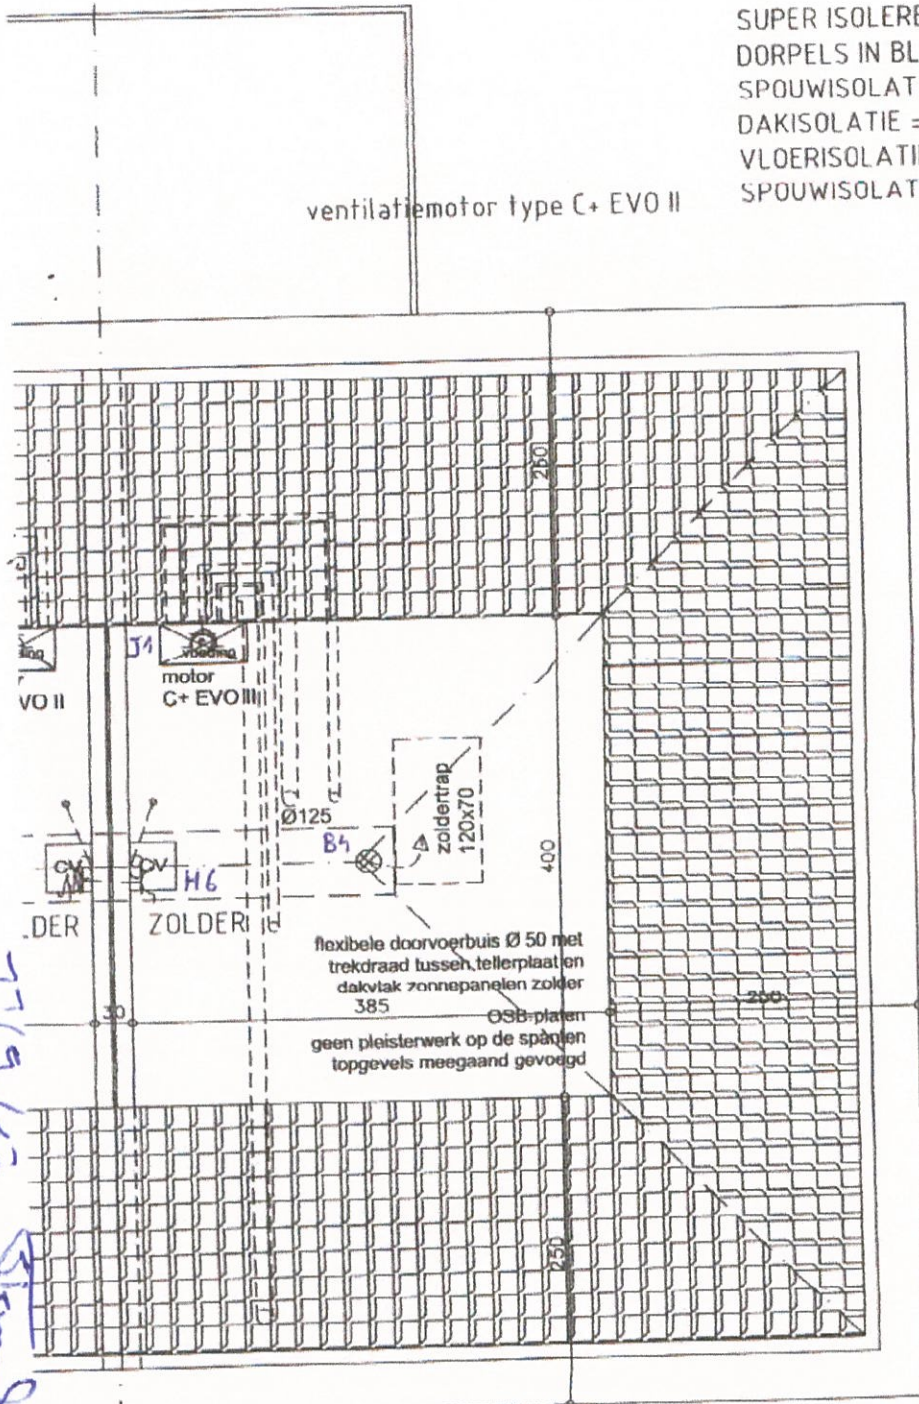 SUPER ISOLERE
DORPELS IN BL
SPOUWISOLAT
DAKISOLATIE =
VLOERISOLATI
SPOUWISOLAT
ventilatiemotor type C+ EVO II
250
J1
voeding
motor
C+ EVO III
VO II
zoldertrap
120x70
Ø125
B4
400
CV
CV
H6
.DER
ZOLDER
flexibele doorvoerbuis Ø 50 met
trekdraad tussen tellerplaat en
dakvlak zonnepanelen zolder
385
250
30
OSB-platen
geen pleisterwerk op de spanten
topgevels meegaand gevoegd
250